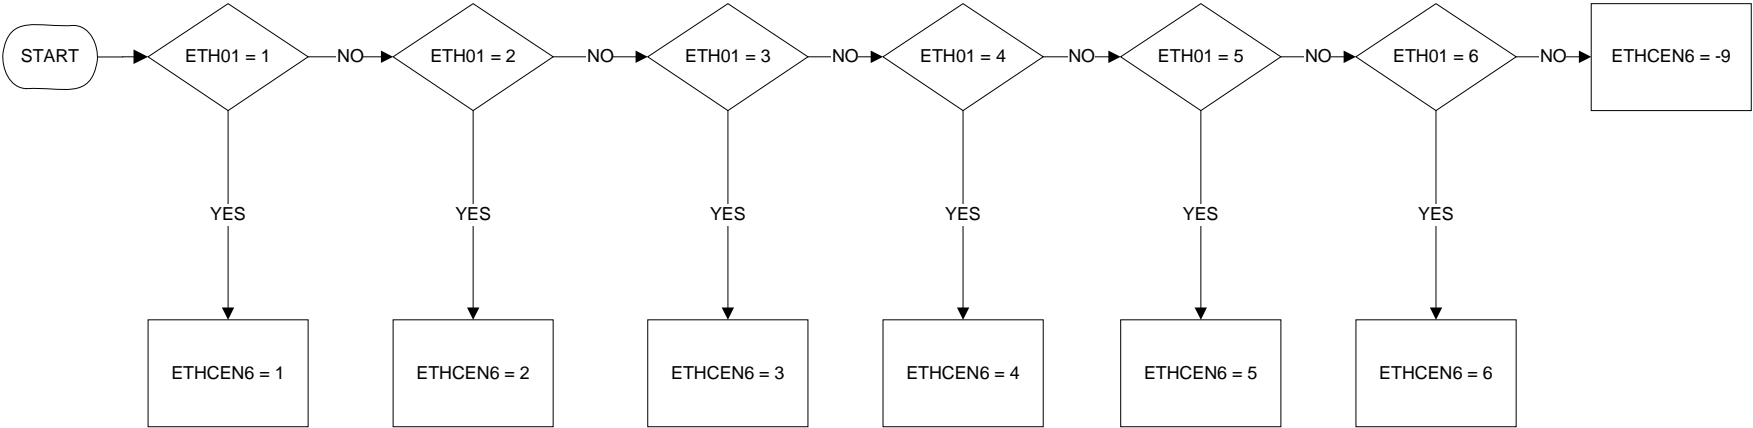 START
ETH01 = 1
NO
ETH01 = 2
NO
ETH01 = 3
NO
ETH01 = 4
NO
ETH01 = 5
NO
ETH01 = 6
NO
ETHCEN6 = -9
YES
YES
YES
YES
YES
YES
ETHCEN6 = 1
ETHCEN6 = 2
ETHCEN6 = 3
ETHCEN6 = 4
ETHCEN6 = 5
ETHCEN6 = 6